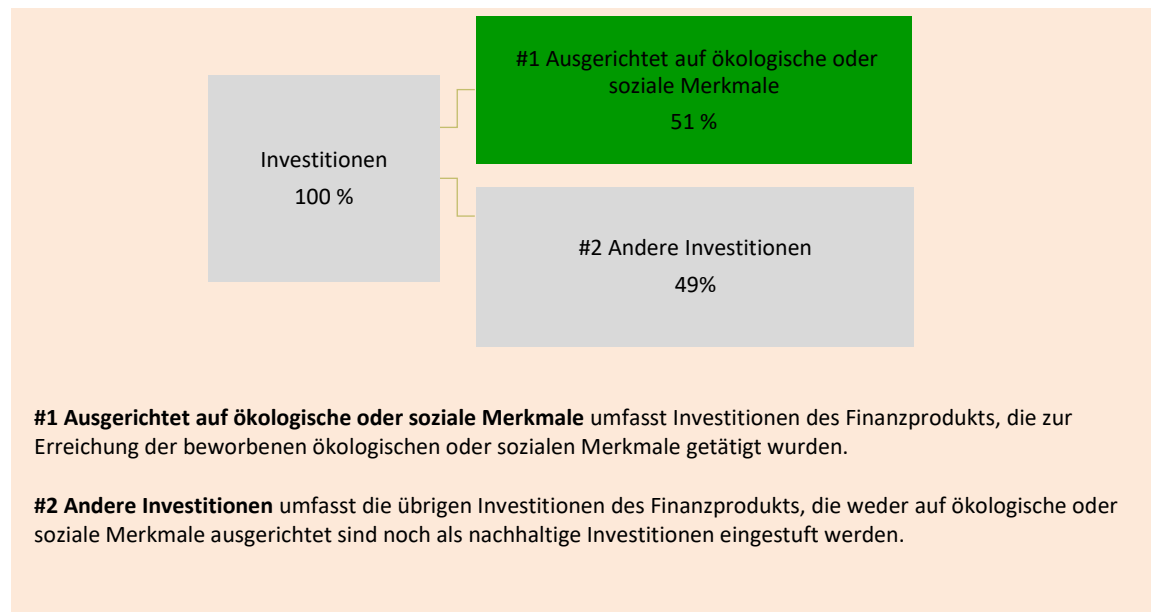 #1 Ausgerichtet auf ökologische oder
soziale Merkmale
51 %
Investitionen
100 %
#2 Andere Investitionen
49%
#1 Ausgerichtet auf ökologische oder soziale Merkmale umfasst Investitionen des Finanzprodukts, die zur
Erreichung der beworbenen ökologischen oder sozialen Merkmale getätigt wurden.
#2 Andere Investitionen umfasst die übrigen Investitionen des Finanzprodukts, die weder auf ökologische oder
soziale Merkmale ausgerichtet sind noch als nachhaltige Investitionen eingestuft werden.